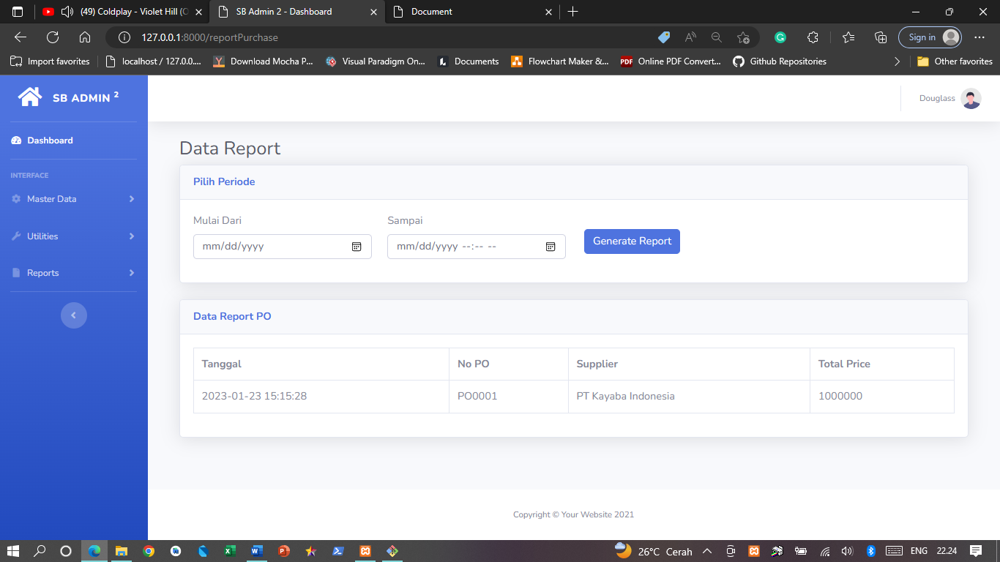 (49) Coldplay - Violet Hill (O
SB Admin 2 - Dashboard
Document
127.0.0.1:8000/reportPurchase
Sign in
Import favorites
localhost / 127.0.0....
Download Mocha P...
Visual Paradigm On...
Documents
Flowchart Maker &...
PDF
Online PDF Convert...
Github Repositories
Other favorites
SB ADMIN 2
Douglass
Dashboard
INTERFACE
Master Data
Utilities
Reports
Data Report
Pilih Periode
Mulai Dari
Sampai
mm/dd/yyyy
mm/dd/yyyy --:-- --
Generate Report
Data Report PO
Tanggal No PO Supplier Total Price
2023-01-23 15:15:28 PO0001 PT Kayaba Indonesia 1000000
Copyright © Your Website 2021
26°C Cerah
ENG
22.24